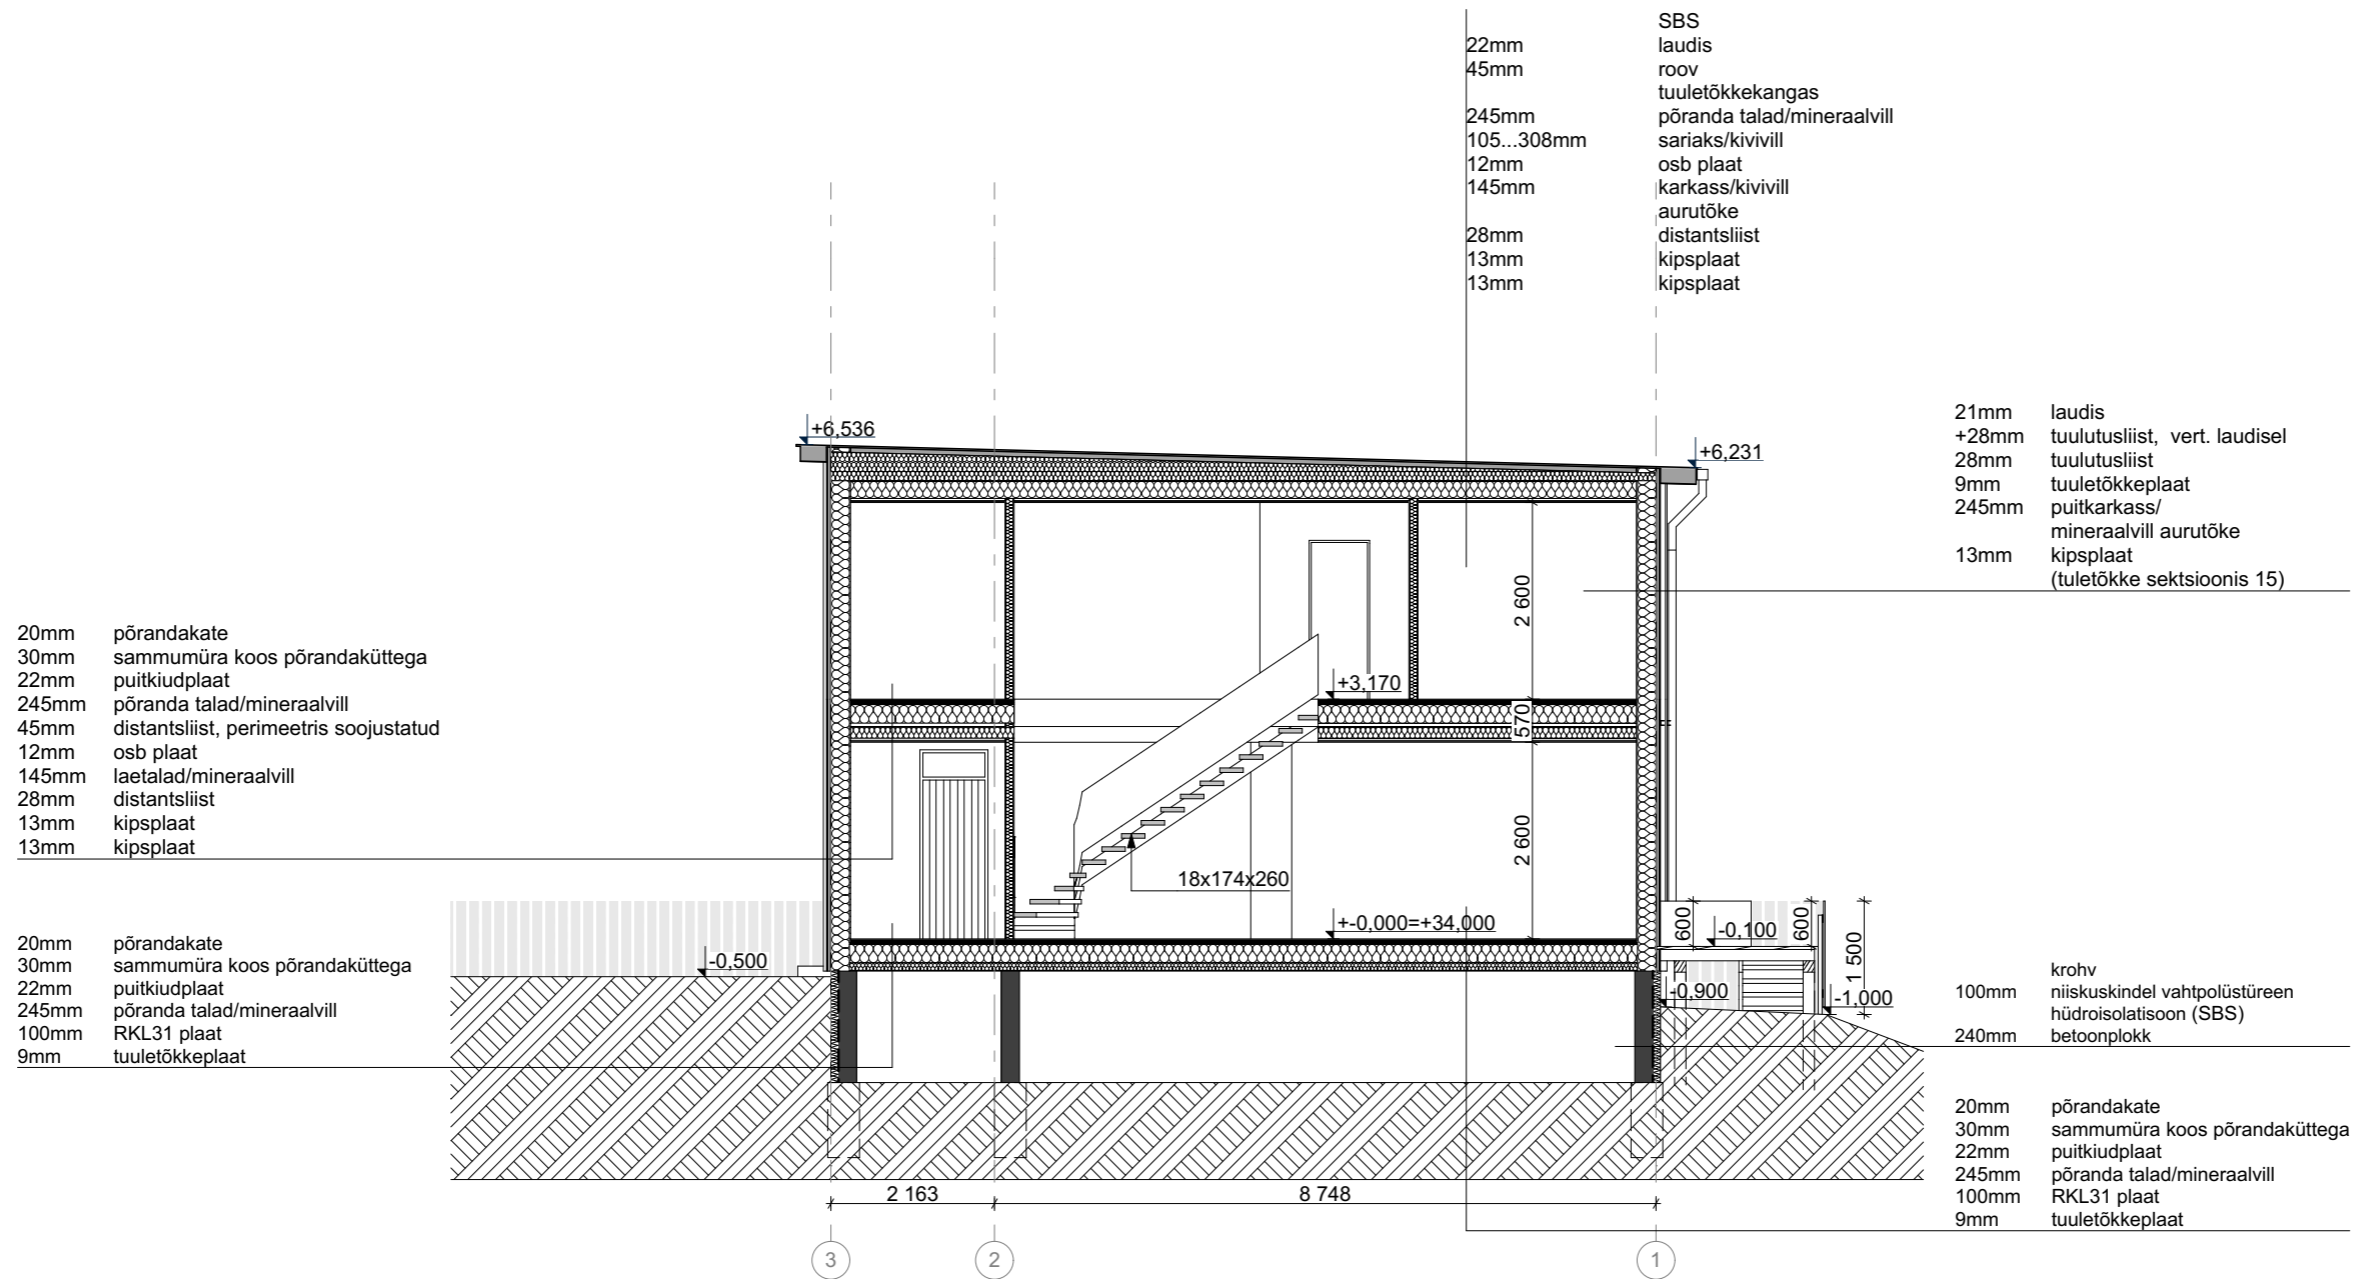 SBS
22mm laudis
45mm roov
tuuletõkkekangas
245mm põranda talad/mineraalvill
105...308mm sariaks/kivivill
12mm osb plaat
145mm karkass/kivivill
aurutõke
28mm distantsliist
13mm kipsplaat
13mm kipsplaat
21mm laudis
+28mm tuulutusliist, vert. laudisel
28mm tuulutusliist
9mm tuuletõkkeplaat
245mm puitkarkass/
mineraalvill aurutõke
13mm kipsplaat
(tuletõkke sektsioonis 15)
+6,536
+6,231
2 600
+3,170
570
2 600
18x174x260
+-0,000=+34,000
20mm põrandakate
30mm sammumüra koos põrandaküttega
22mm puitkiudplaat
245mm põranda talad/mineraalvill
45mm distantsliist, perimeetris soojustatud
12mm osb plaat
145mm laetalad/mineraalvill
28mm distantsliist
13mm kipsplaat
13mm kipsplaat
20mm põrandakate
30mm sammumüra koos põrandaküttega
22mm puitkiudplaat
245mm põranda talad/mineraalvill
100mm RKL31 plaat
9mm tuuletõkkeplaat
-0,500
600
-0,100
600
1 500
-0,900
-1,000
krohv
100mm niiskuskindel vahtpolüstüreen
hüdroisolatisoon (SBS)
240mm betoonplokk
20mm põrandakate
30mm sammumüra koos põrandaküttega
22mm puitkiudplaat
245mm põranda talad/mineraalvill
100mm RKL31 plaat
9mm tuuletõkkeplaat
2 163
8 748
3
2
1